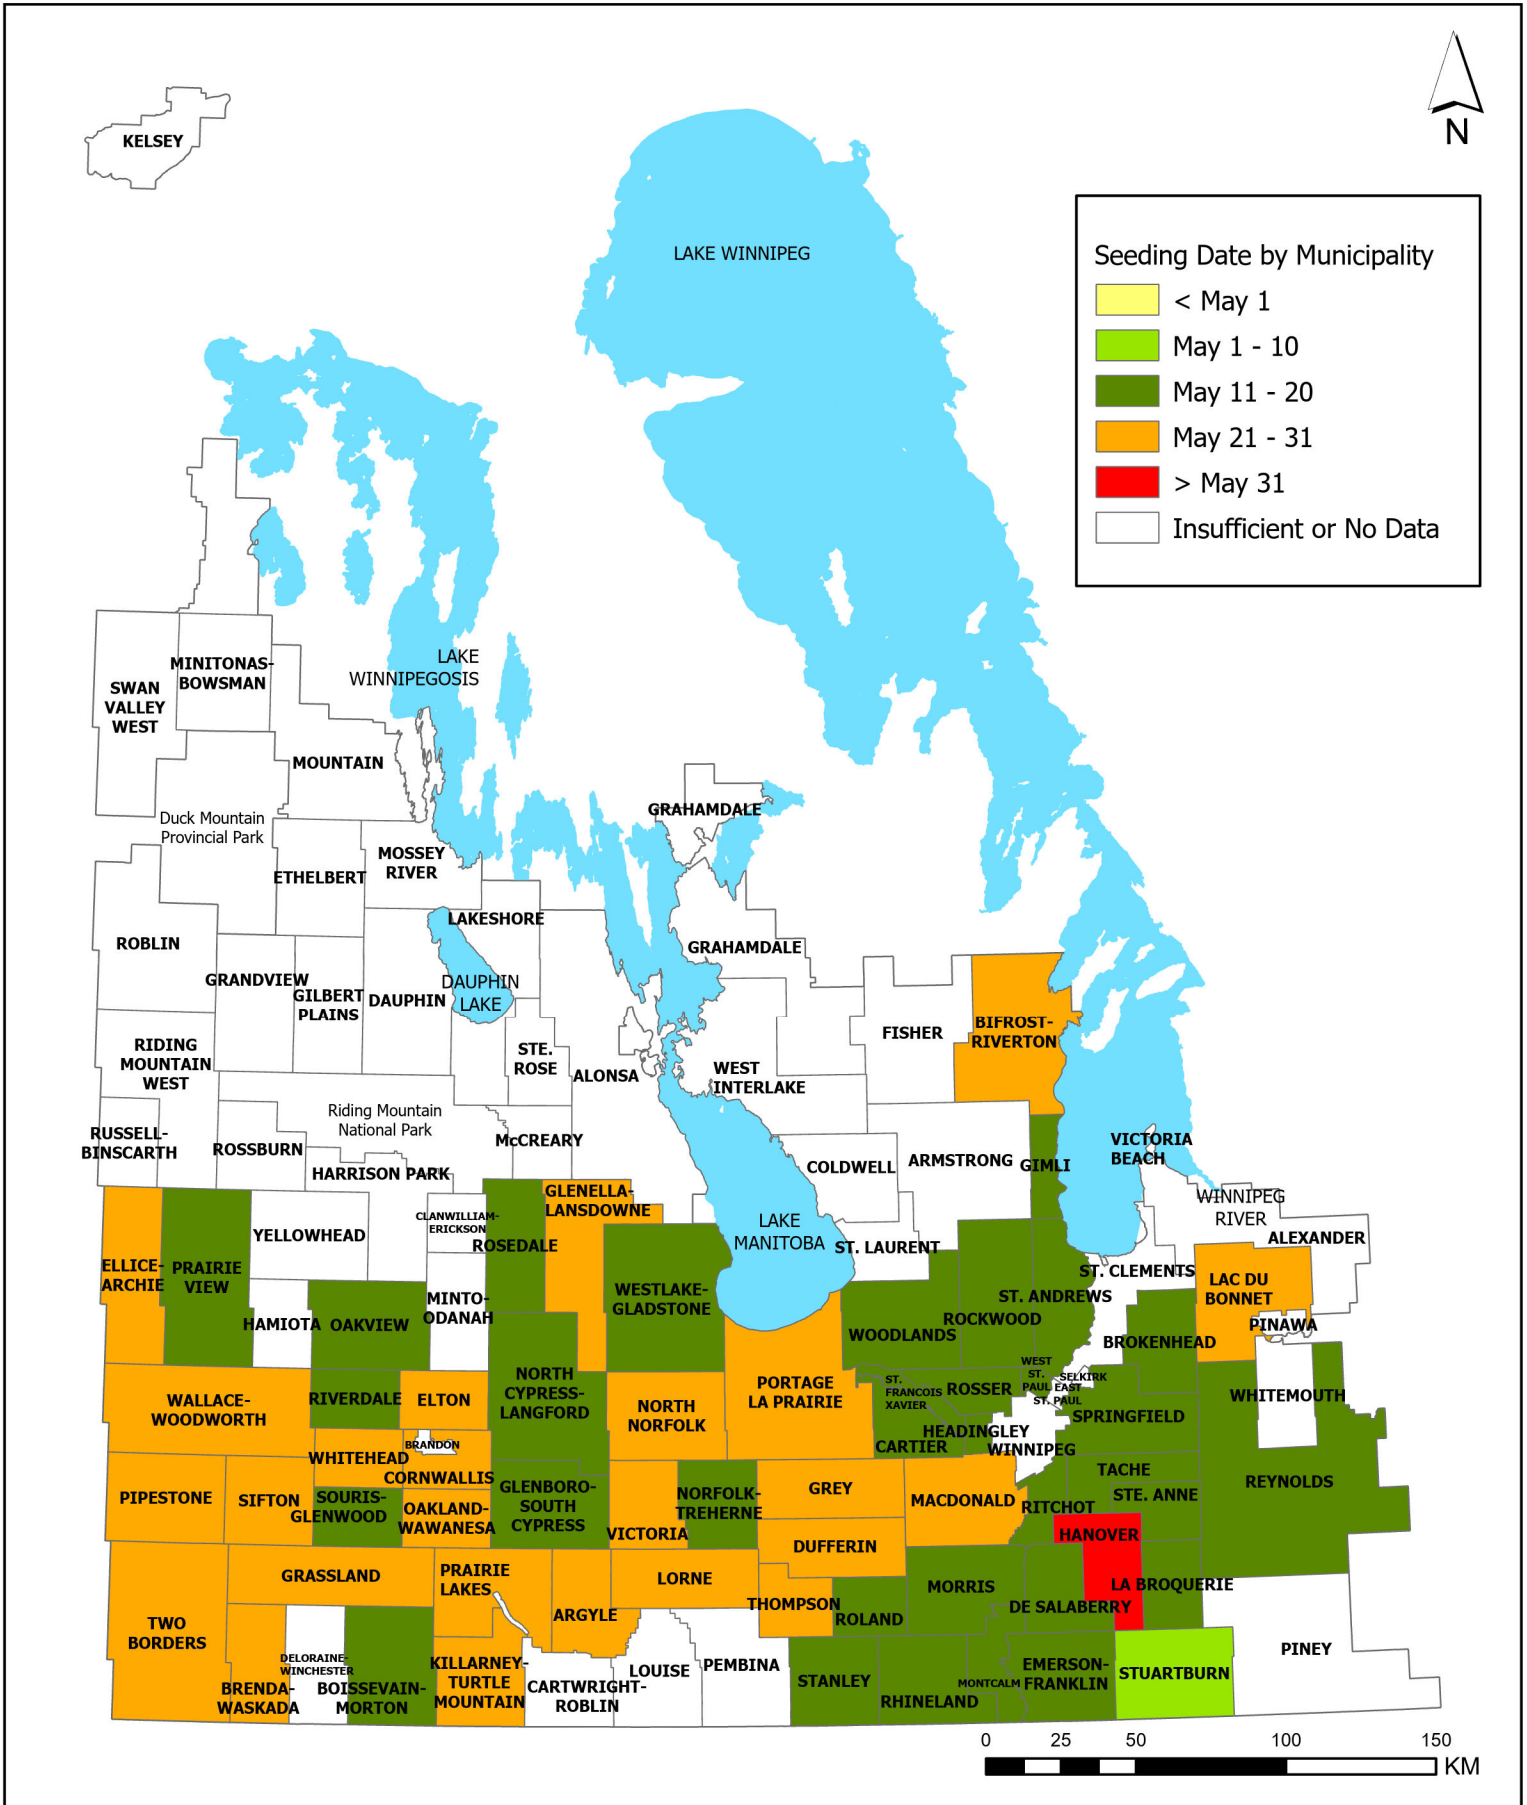 N
KELSEY
LAKE WINNIPEG
Seeding Date by Municipality
< May 1
May 1 - 10
May 11 - 20
May 21 - 31
> May 31
Insufficient or No Data
LAKE
WINNIPEGOSIS
MINITONAS-
BOWSMAN
SWAN
VALLEY
WEST
MOUNTAIN
Duck Mountain
Provincial Park
GRAHAMDALE
MOSSEY
RIVER
ETHELBERT
LAKESHORE
ROBLIN
GRAHAMDALE
GRANDVIEW
GILBERT
PLAINS
DAUPHIN
DAUPHIN
LAKE
FISHER
BIFROST-
RIVERTON
RIDING
MOUNTAIN
WEST
STE.
ROSE
ALONSA
WEST
INTERLAKE
Riding Mountain
National Park
RUSSELL-
BINSCARTH
ROSSBURN
McCREARY
HARRISON PARK
COLDWELL
ARMSTRONG
GIMLI
VICTORIA
BEACH
WINNIPEG
RIVER
ALEXANDER
GLENELLA-
LANSDOWNE
CLANWILLIAM-
ERICKSON
YELLOWHEAD
ROSEDALE
LAKE
MANITOBA
ST. LAURENT
ELLICE-
ARCHIE
PRAIRIE
VIEW
ST. CLEMENTS
LAC DU
BONNET
WESTLAKE-
GLADSTONE
MINTO-
ODANAH
HAMIOTA
OAKVIEW
WOODLANDS
ROCKWOOD
ST. ANDREWS
BROKENHEAD
PINAWA
WALLACE-
WOODWORTH
RIVERDALE
ELTON
NORTH
CYPRESS-
LANGFORD
NORTH
NORFOLK
PORTAGE
LA PRAIRIE
ST.
FRANCOIS
XAVIER
ROSSER
WEST
ST.
PAUL
SELKIRK
EAST
ST. PAUL
WHITEMOUTH
SPRINGFIELD
HEADINGLEY
CARTIER
WINNIPEG
BRANDON
WHITEHEAD
CORNWALLIS
TACHE
STE. ANNE
REYNOLDS
PIPESTONE
SIFTON
SOURIS-
GLENWOOD
OAKLAND-
WAWANESA
GLENBORO-
SOUTH
CYPRESS
VICTORIA
NORFOLK-
TREHERNE
GREY
MACDONALD
RITCHOT
HANOVER
DUFFERIN
GRASSLAND
PRAIRIE
LAKES
LORNE
ARGYLE
THOMPSON
ROLAND
MORRIS
DE SALABERRY
LA BROQUERIE
TWO
BORDERS
BRENDA-
WASKADA
DELORAINE-
WINCHESTER
BOISSEVAIN-
MORTON
KILLARNEY-
TURTLE
MOUNTAIN
CARTWRIGHT-
ROBLIN
LOUISE
PEMBINA
STANLEY
RHINELAND
MONTCALM
EMERSON-
FRANKLIN
STUARTBURN
PINEY
0 25 50 100 150
KM